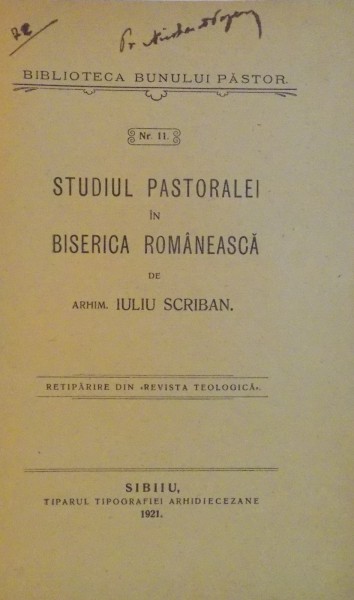 BIBLIOTECA BUNULUI PĂSTOR.
Nr. 11.
STUDIUL PASTORALEI
ÎN
BISERICA ROMÂNEASCĂ
DE
ARHIM. IULIU SCRIBAN.
RETIPĂRIRE DIN «REVISTA TEOLOGICĂ».
SIBIIU,
TIPARUL TIPOGRAFIEI ARHIDIECEZANE
1921.